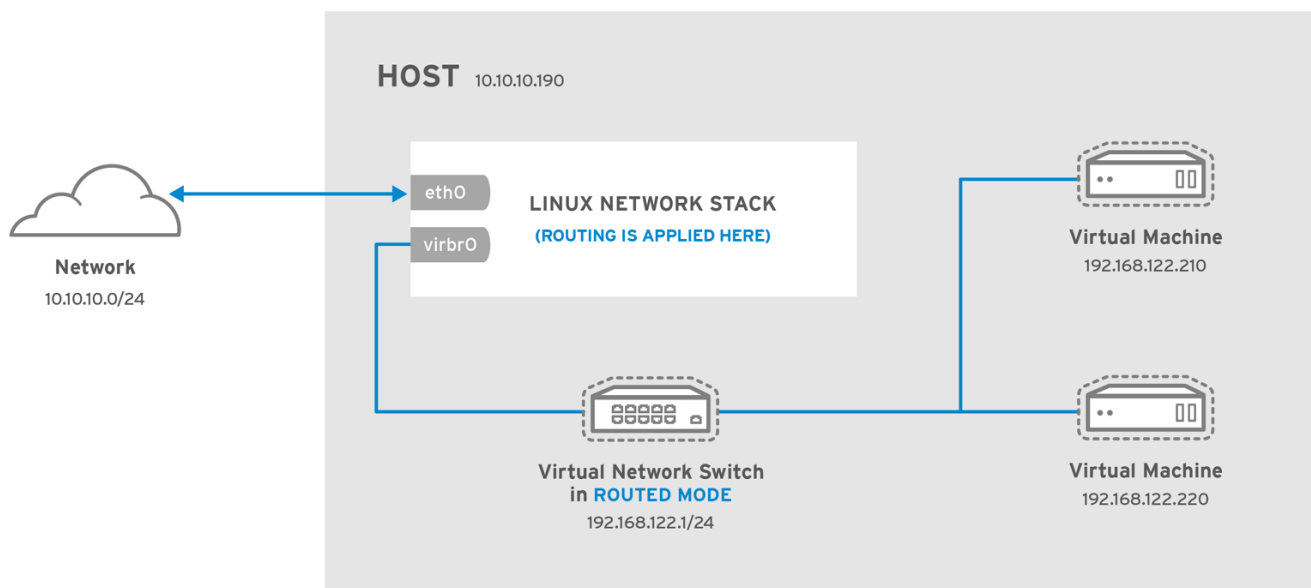 HOST 10.10.10.190
eth0
LINUX NETWORK STACK
(ROUTING IS APPLIED HERE)
virbr0
Network
10.10.10.0/24
Virtual Machine
192.168.122.210
Virtual Network Switch
in ROUTED MODE
192.168.122.1/24
Virtual Machine
192.168.122.220